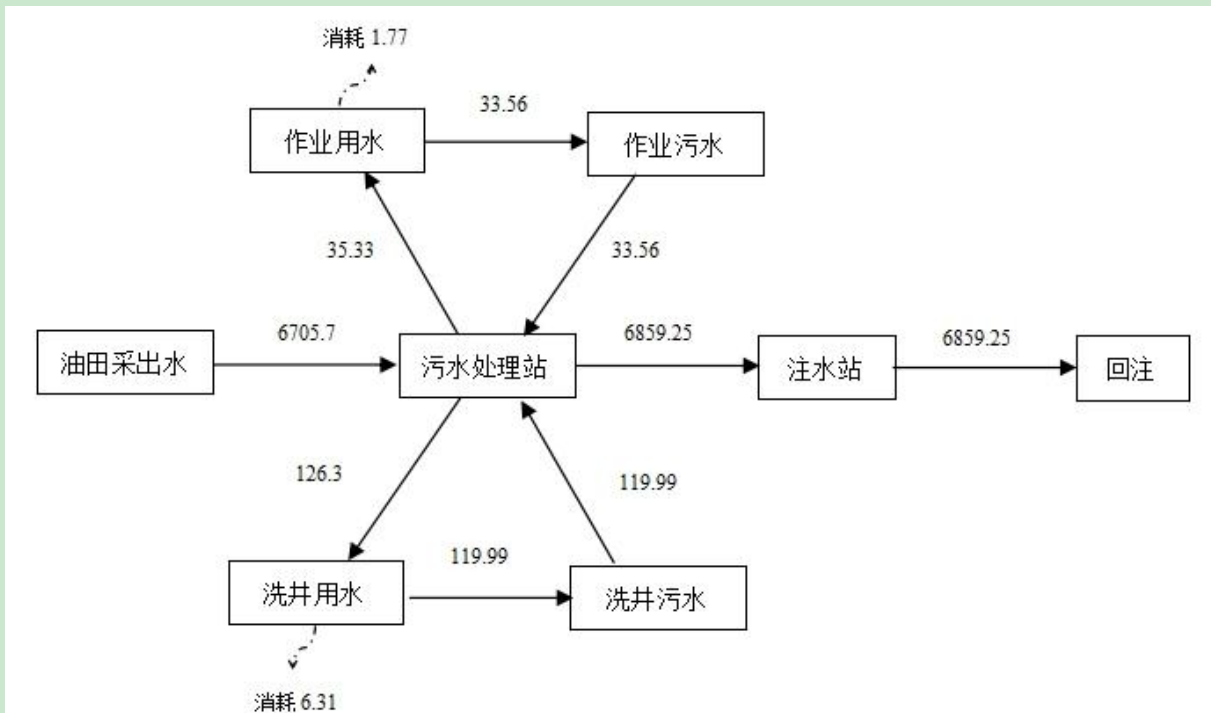 消耗 1.77
33.56
作业用水
作业污水
35.33
33.56
6705.7
6859.25
6859.25
油田采出水
污水处理站
注水站
回注
126.3
119.99
119.99
洗井用水
洗井污水
消耗 6.31